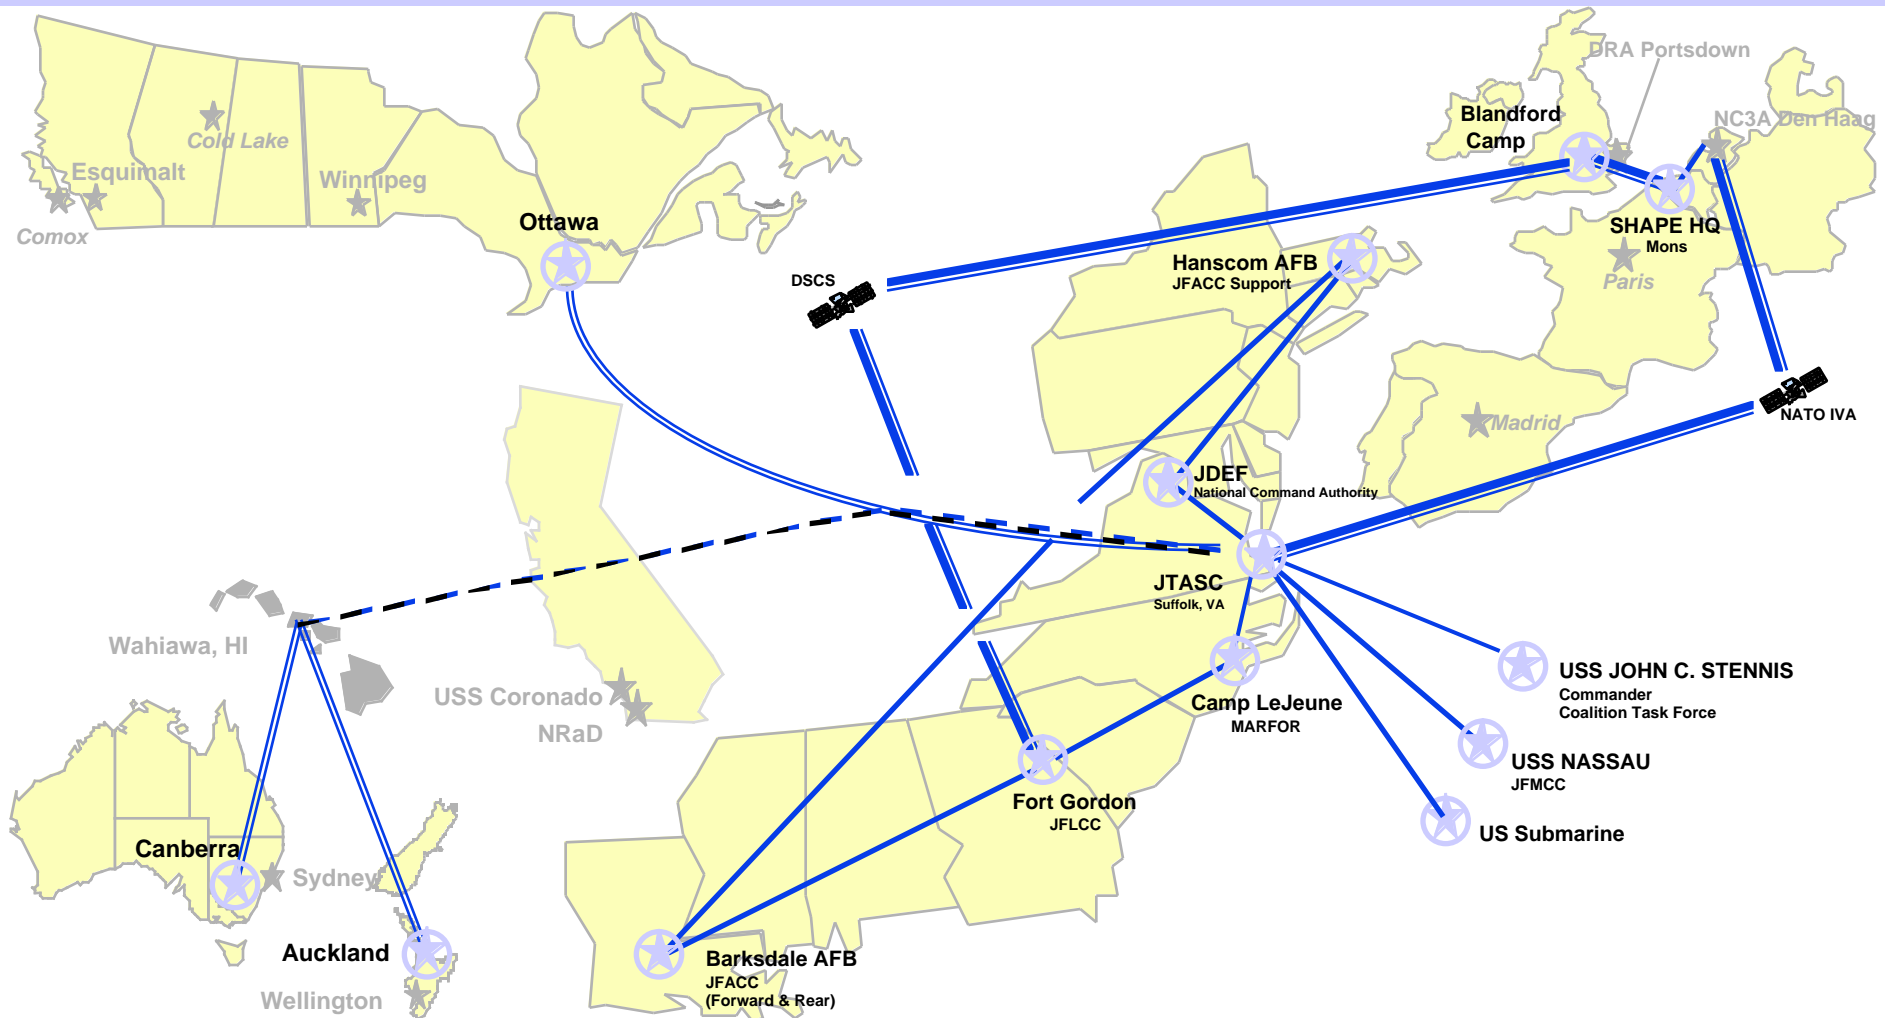 DRA Portsdown
Blandford
Camp
NC3A Den Haag
Cold Lake
Esquimalt
Winnipeg
Comox
Ottawa
SHAPE HQ
Mons
Hanscom AFB
JFACC Support
DSCS
Paris
NATO IVA
Madrid
JDEF
National Command Authority
JTASC
Suffolk, VA
Wahiawa, HI
USS Coronado
NRaD
Camp LeJeune
MARFOR
USS JOHN C. STENNIS
Commander
Coalition Task Force
USS NASSAU
JFMCC
Fort Gordon
JFLCC
US Submarine
Canberra
Sydney
Auckland
Wellington
Barksdale AFB
JFACC
(Forward & Rear)